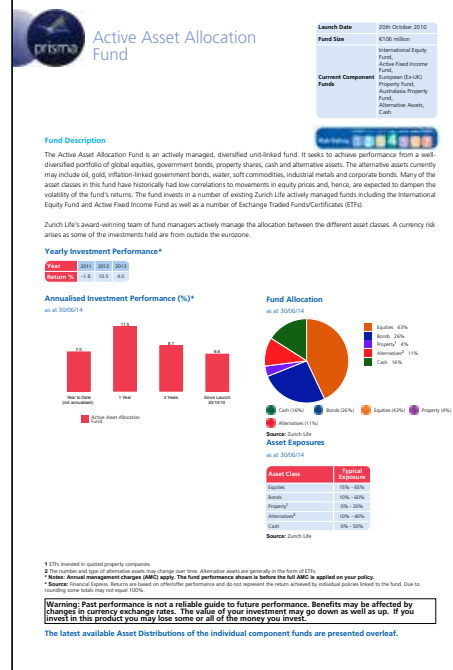 prisma
Active Asset Allocation
Fund
Launch Date 20th October 2010
Fund Size €106 million
Current Component Funds
International Equity
Fund,
Active Fixed Income
Fund,
European (Ex-UK)
Property Fund,
Australasia Property
Fund,
Alternative Assets,
Cash
Fund Description
The Active Asset Allocation Fund is an actively managed, diversified unit-linked fund. It seeks to achieve performance from a well-
diversified portfolio of global equities, government bonds, property shares, cash and alternative assets. The alternative assets currently
may include oil, gold, inflation-linked government bonds, water, soft commodities, industrial metals and corporate bonds. Many of the
asset classes in this fund have historically had low correlations to movements in equity prices and, hence, are expected to dampen the
volatility of the fund's returns. The fund invests in a number of existing Zurich Life actively managed funds including the International
Equity Fund and Active Fixed Income Fund as well as a number of Exchange Traded Funds/Certificates (ETFs).
Zurich Life's award-winning team of fund managers actively manage the allocation between the different asset classes. A currency risk
arises as some of the investments held are from outside the eurozone.
Yearly Investment Performance*
Year 2011 2012 2013
Return % -1.8 10.5 6.0
Annualised Investment Performance (%)*
as at 30/06/14
7.0
11.5
8.1
6.6
Year to Date
(not annualised)
1 Year
3 Years
Since Launch
20/10/10
Active Asset Allocation
Fund
Fund Allocation
as at 30/06/14
Equities 43%
Bonds 26%
Property¹ 4%
Alternatives² 11%
Cash 16%
Cash (16%) Bonds (26%) Equities (43%) Property (4%)
Alternatives (11%)
Source: Zurich Life
Asset Exposures
as at 30/06/14
Asset Class Typical Exposure
Equities 15% - 65%
Bonds 10% - 60%
Property¹ 0% - 20%
Alternatives² 10% - 40%
Cash 0% - 50%
Source: Zurich Life
1 ETFs invested in quoted property companies.
2 The number and type of alternative assets may change over time. Alternative assets are generally in the form of ETFs.
* Notes: Annual management charges (AMC) apply. The fund performance shown is before the full AMC is applied on your policy.
* Source: Financial Express. Returns are based on offer/offer performance and do not represent the return achieved by individual policies linked to the fund. Due to
rounding some totals may not equal 100%.
Warning: Past performance is not a reliable guide to future performance. Benefits may be affected by
changes in currency exchange rates. The value of your investment may go down as well as up. If you
invest in this product you may lose some or all of the money you invest.
The latest available Asset Distributions of the individual component funds are presented overleaf.